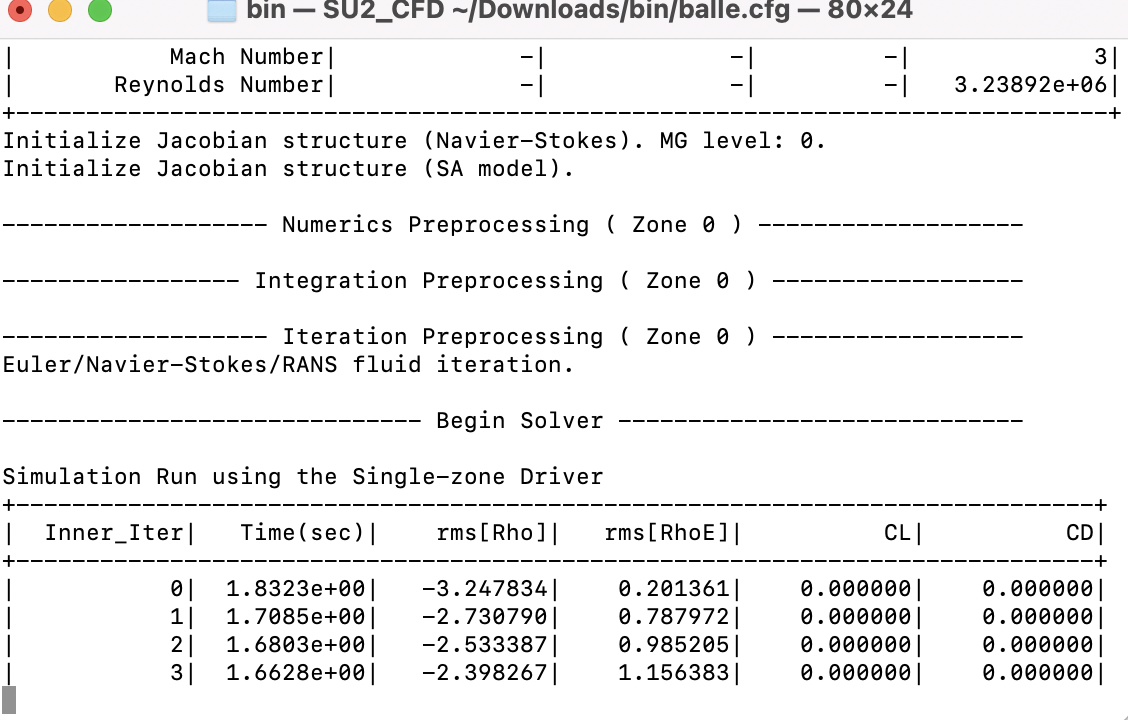 bin — SU2_CFD ~/Downloads/bin/balle.cfg — 80×24
|           Mach Number|              -|              -|          -|             3|
|       Reynolds Number|              -|              -|          -|   3.23892e+06|
+-------------------------------------------------------------------------------+
Initialize Jacobian structure (Navier-Stokes). MG level: 0.
Initialize Jacobian structure (SA model).
------------------- Numerics Preprocessing ( Zone 0 ) -------------------
----------------- Integration Preprocessing ( Zone 0 ) ------------------
------------------- Iteration Preprocessing ( Zone 0 ) ------------------
Euler/Navier-Stokes/RANS fluid iteration.
------------------------------ Begin Solver -----------------------------
Simulation Run using the Single-zone Driver
+------------------------------------------------------------------------------+
|  Inner_Iter|   Time(sec)|    rms[Rho]|   rms[RhoE]|          CL|          CD|
+------------------------------------------------------------------------------+
|           0|  1.8323e+00|   -3.247834|    0.201361|    0.000000|    0.000000|
|           1|  1.7085e+00|   -2.730790|    0.787972|    0.000000|    0.000000|
|           2|  1.6803e+00|   -2.533387|    0.985205|    0.000000|    0.000000|
|           3|  1.6628e+00|   -2.398267|    1.156383|    0.000000|    0.000000|